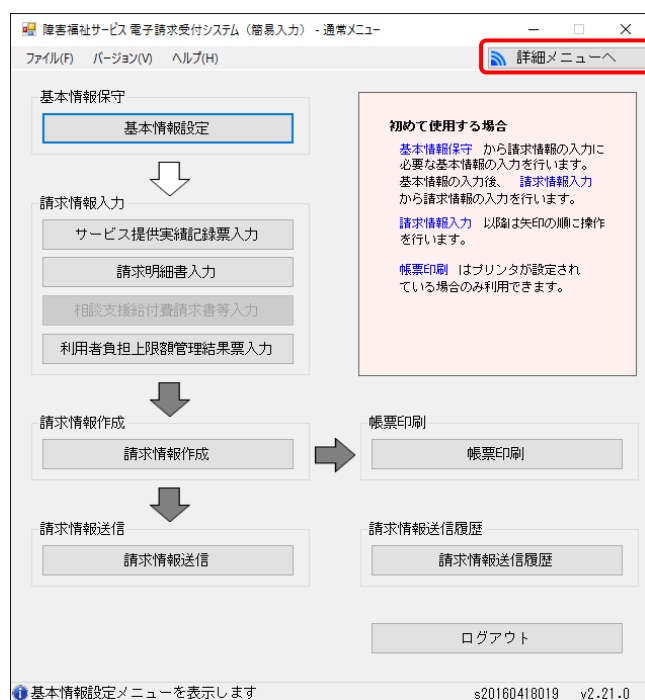 障害福祉サービス 電子請求受付システム（簡易入力） - 通常メニュー
ファイル(F) バージョン(V) ヘルプ(H)
詳細メニューへ
基本情報保守
基本情報設定
請求情報入力
サービス提供実績記録票入力
請求明細書入力
相談支援給付費請求書等入力
利用者負担上限額管理結果票入力
初めて使用する場合
基本情報保守 から請求情報の入力に
必要な基本情報の入力を行います。
基本情報の入力後、 請求情報入力
から請求情報の入力を行います。
請求情報入力 以降は矢印の順に操作
を行います。
帳票印刷 はプリンタが設定され
ている場合のみ利用できます。
請求情報作成
請求情報作成
帳票印刷
帳票印刷
請求情報送信
請求情報送信
請求情報送信履歴
請求情報送信履歴
ログアウト
基本情報設定メニューを表示します
s20160418019 v2.21.0